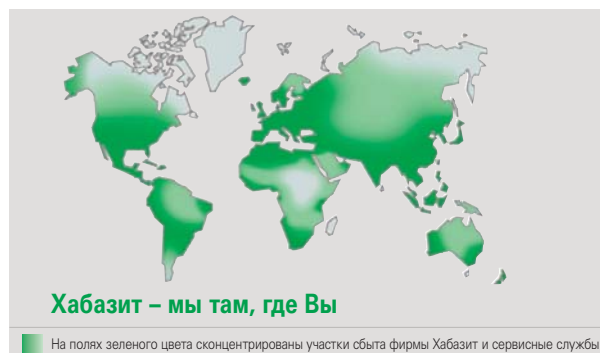 Хабазит – мы там, где Вы
На полях зеленого цвета сконцентрированы участки сбыта фирмы Хабазит и сервисные службы